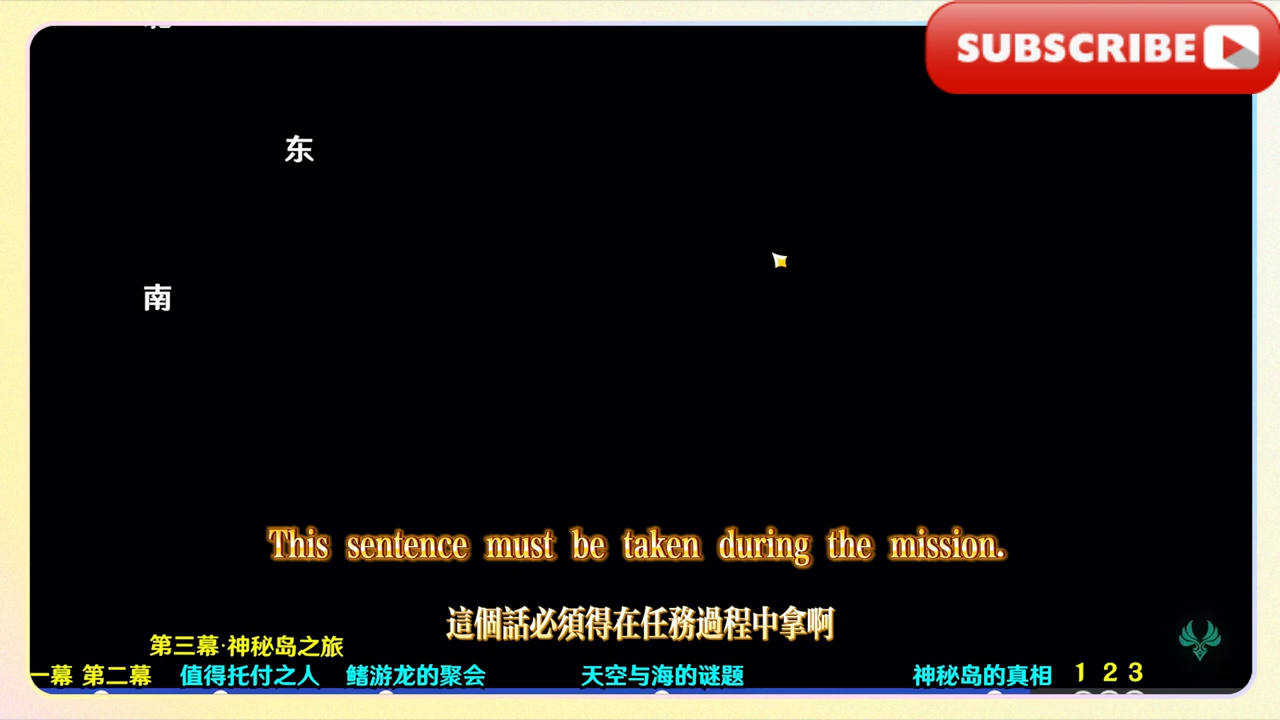 SUBSCRIBE
东
南
This sentence must be taken during the mission.
這個話必須得在任務過程中拿啊
第三幕·神秘岛之旅
一幕 第二幕 值得托付之人 鳍游龙的聚会 天空与海的谜题 神秘岛的真相 1 2 3